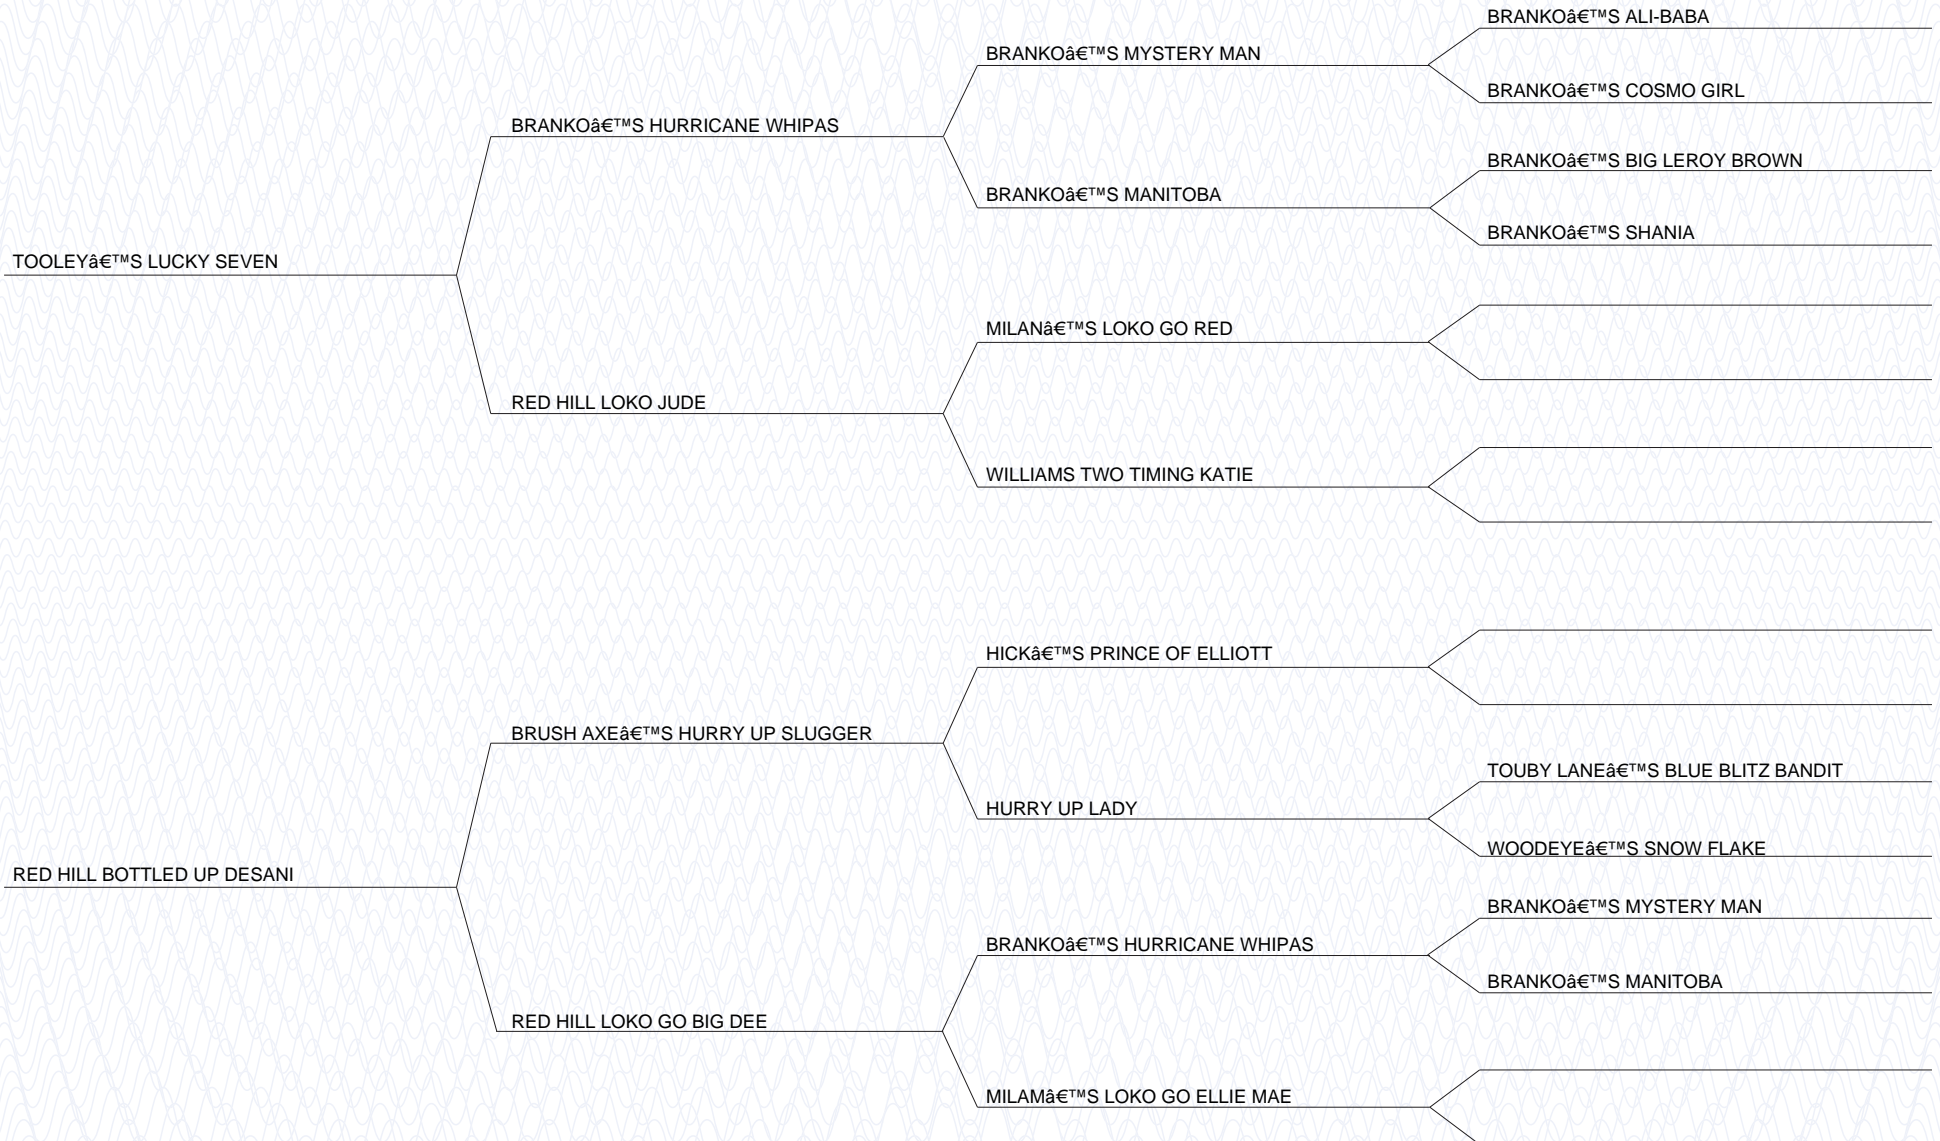 BRANKOâ€™S ALI-BABA
BRANKOâ€™S MYSTERY MAN
BRANKOâ€™S COSMO GIRL
BRANKOâ€™S HURRICANE WHIPAS
BRANKOâ€™S BIG LEROY BROWN
BRANKOâ€™S MANITOBA
BRANKOâ€™S SHANIA
TOOLEYâ€™S LUCKY SEVEN
MILANâ€™S LOKO GO RED
RED HILL LOKO JUDE
WILLIAMS TWO TIMING KATIE
HICKâ€™S PRINCE OF ELLIOTT
BRUSH AXEâ€™S HURRY UP SLUGGER
TOUBY LANEâ€™S BLUE BLITZ BANDIT
HURRY UP LADY
WOODEYEâ€™S SNOW FLAKE
RED HILL BOTTLED UP DESANI
BRANKOâ€™S MYSTERY MAN
BRANKOâ€™S HURRICANE WHIPAS
BRANKOâ€™S MANITOBA
RED HILL LOKO GO BIG DEE
MILAMâ€™S LOKO GO ELLIE MAE